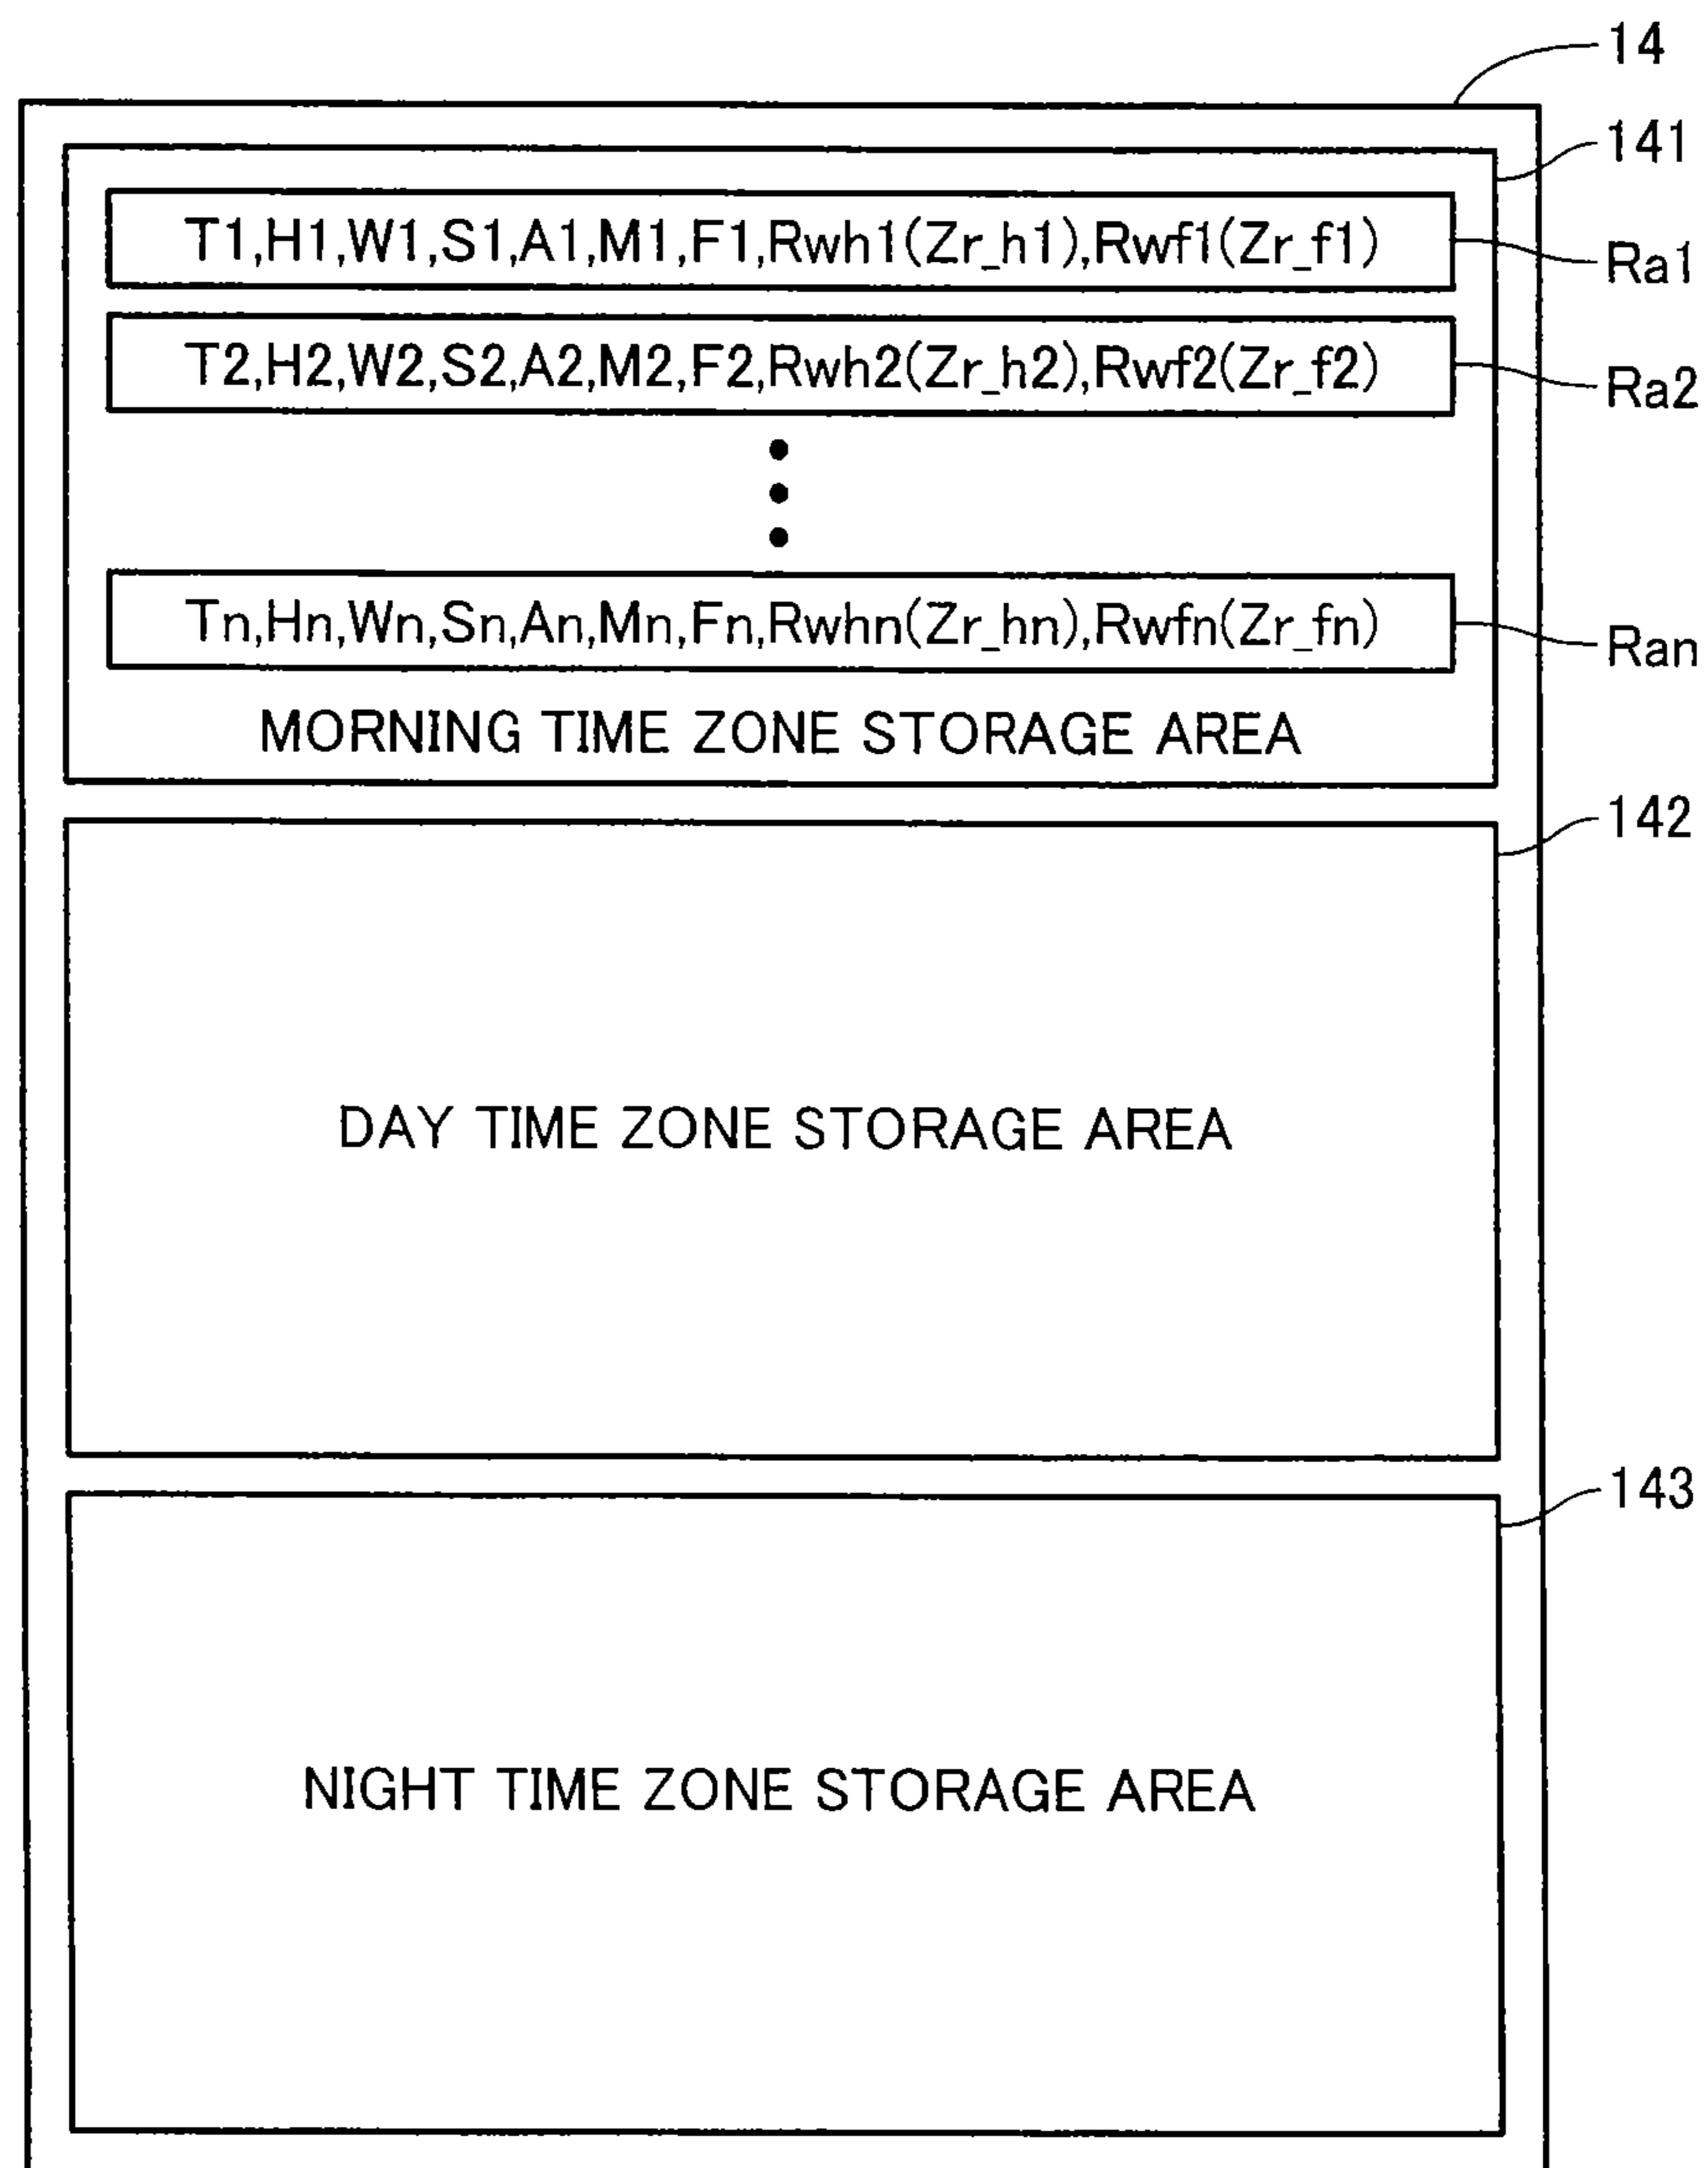 14
141
T1,H1,W1,S1,A1,M1,F1,Rwh1(Zr_h1),Rwf1(Zr_f1)
Ra1
T2,H2,W2,S2,A2,M2,F2,Rwh2(Zr_h2),Rwf2(Zr_f2)
Ra2
Tn,Hn,Wn,Sn,An,Mn,Fn,Rwhn(Zr_hn),Rwfn(Zr_fn)
Ran
MORNING TIME ZONE STORAGE AREA
142
DAY TIME ZONE STORAGE AREA
143
NIGHT TIME ZONE STORAGE AREA